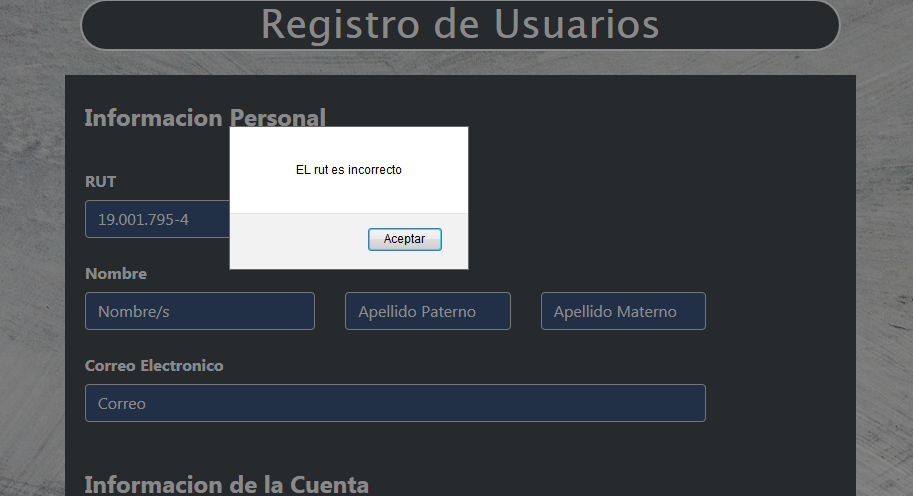 Registro de Usuarios
Informacion Personal
EL rut es incorrecto
Aceptar
RUT
19.001.795-4
Nombre
Nombre/s
Apellido Paterno
Apellido Materno
Correo Electronico
Correo
Informacion de la Cuenta